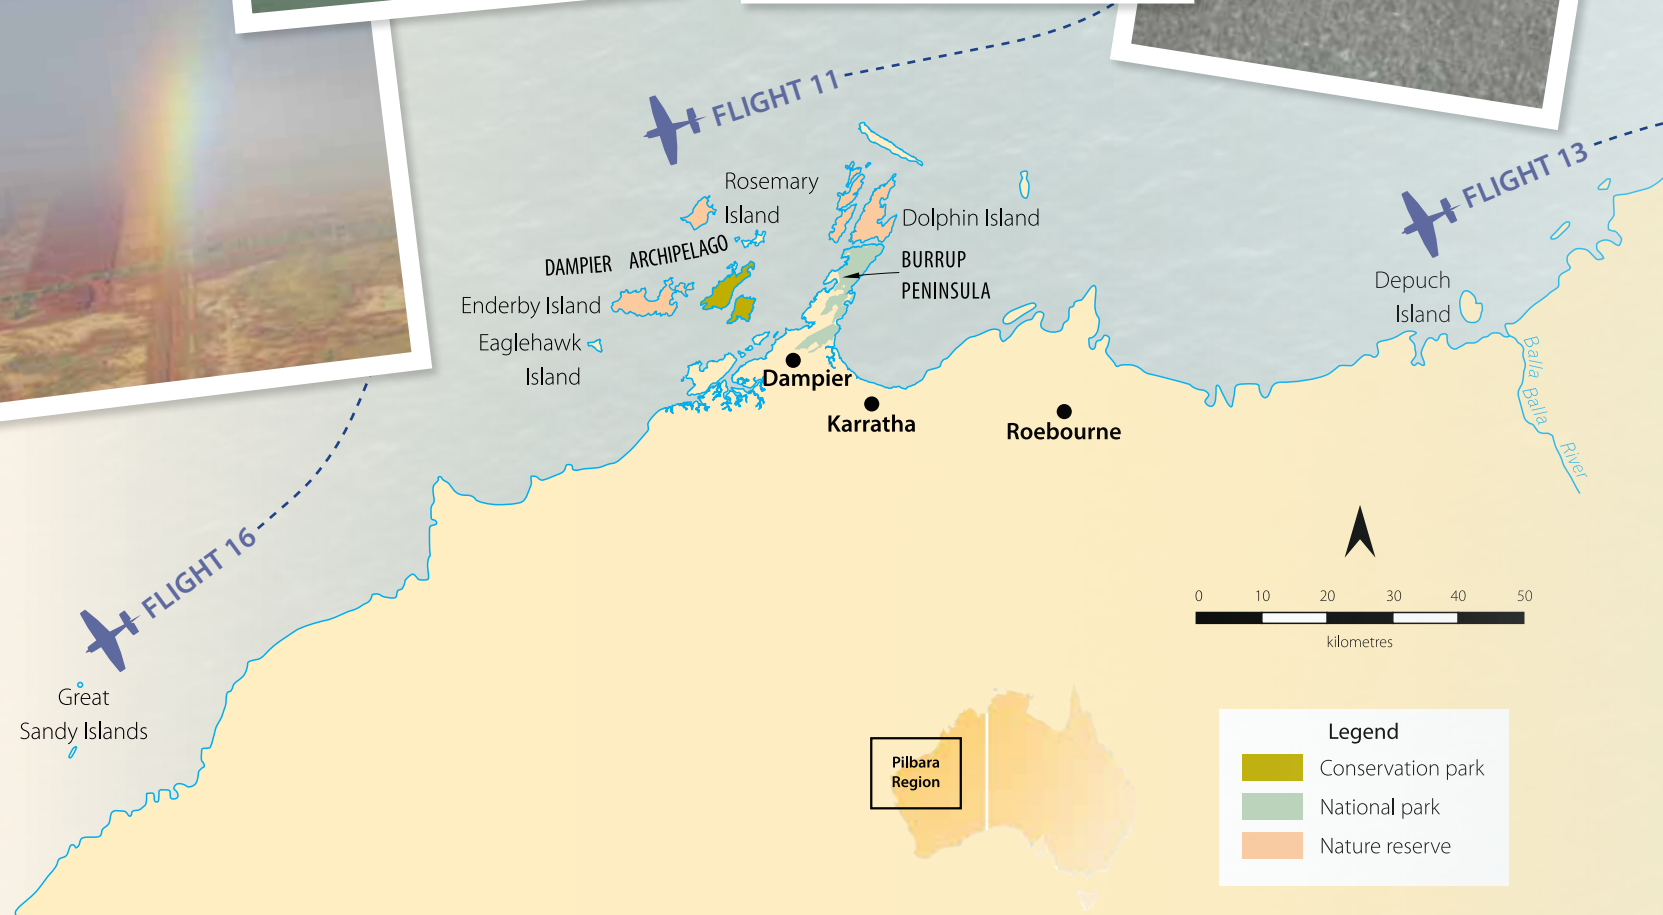 FLIGHT 11
FLIGHT 13
Rosemary
Island
Dolphin Island
DAMPIER ARCHIPELAGO
BURRUP
PENINSULA
Enderby Island
Eaglehawk
Island
Depuch
Island
Balla Balla River
Dampier
Karratha
Roebourne
FLIGHT 16
Great
Sandy Islands
0 10 20 30 40 50
kilometres
Pilbara
Region
Legend
Conservation park
National park
Nature reserve